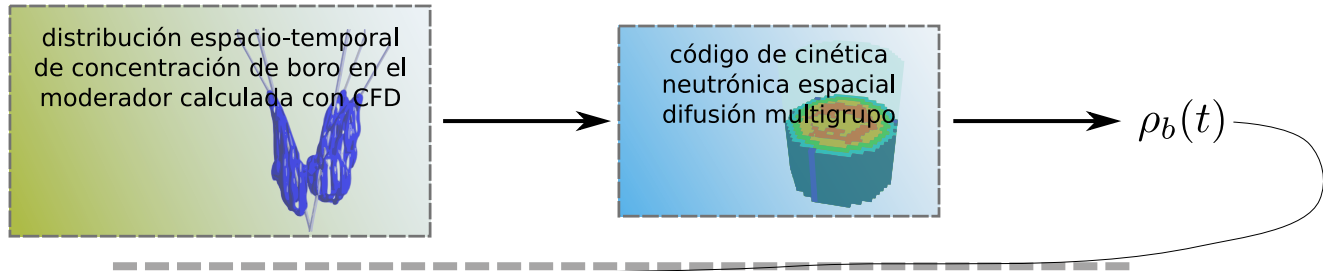 distribución espacio-temporal
de concentración de boro en el
moderador calculada con CFD
código de cinética
neutrónica espacial
difusión multigrupo
ρ_b(t)